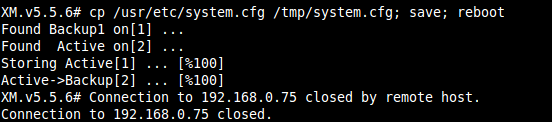 XM.v5.5.6# cp /usr/etc/system.cfg /tmp/system.cfg; save; reboot
Found Backup1 on[1] ...
Found  Active on[2] ...
Storing Active[1] ... [%100]
Active->Backup[2] ... [%100]
XM.v5.5.6# Connection to 192.168.0.75 closed by remote host.
Connection to 192.168.0.75 closed.